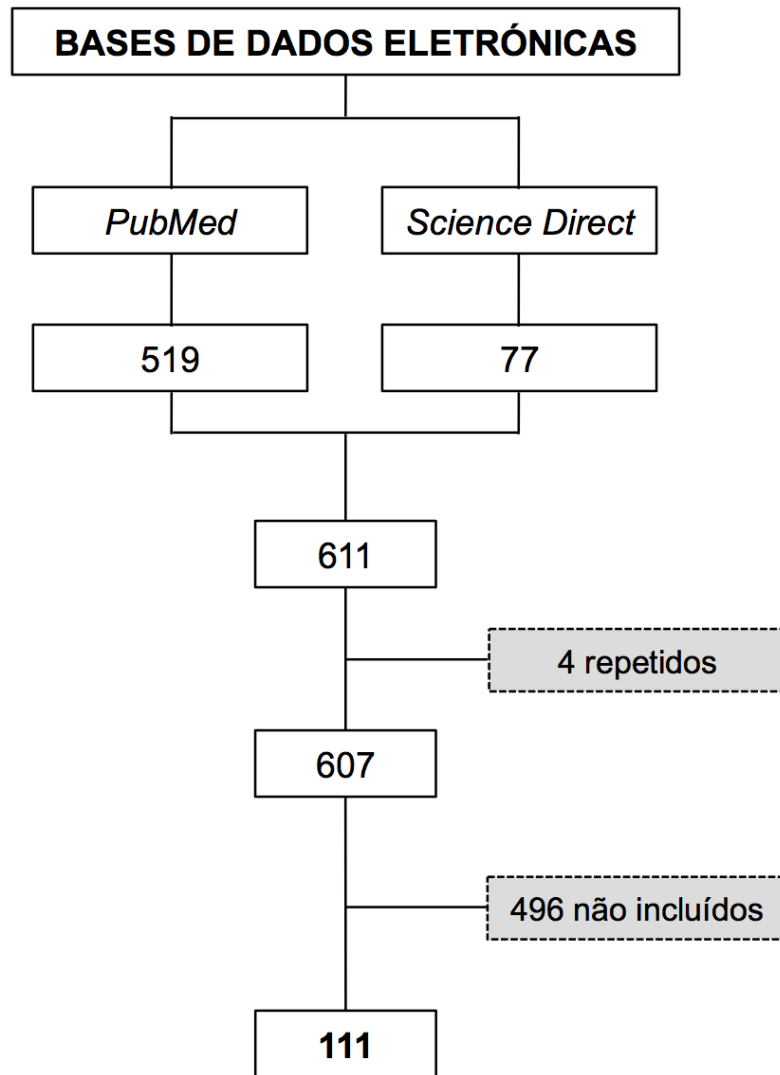 BASES DE DADOS ELETRÓNICAS
PubMed
Science Direct
519
77
611
4 repetidos
607
496 não incluídos
111